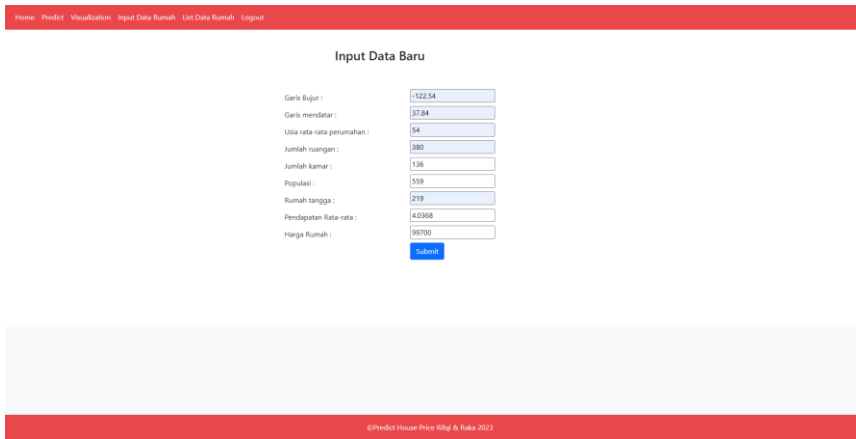 Home Predict Visualization Input Data Rumah List Data Rumah Logout
Input Data Baru
Garis Bujur : -122.54
Garis mendatar : 37.84
Usia rata-rata perumahan : 54
Jumlah ruangan : 380
Jumlah kamar : 136
Populasi : 559
Rumah tangga : 219
Pendapatan Rata-rata : 4.0368
Harga Rumah : 99700
Submit
©Predict House Price Rifqi & Raka 2023